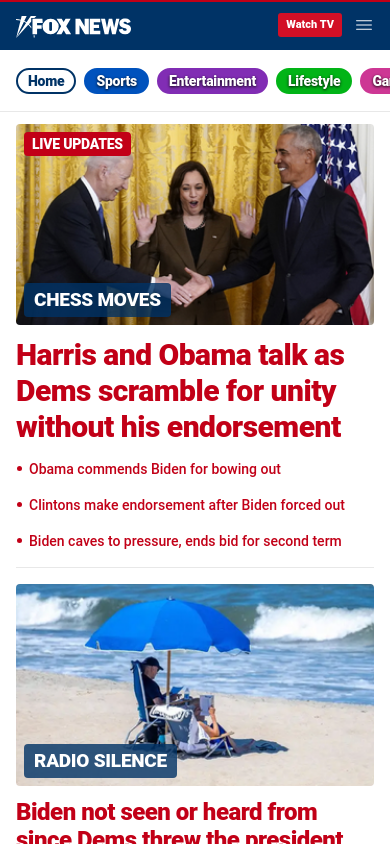 FOX NEWS
Watch TV
Home
Sports
Entertainment
Lifestyle
LIVE UPDATES
CHESS MOVES
Harris and Obama talk as
Dems scramble for unity
without his endorsement
• Obama commends Biden for bowing out
• Clintons make endorsement after Biden forced out
• Biden caves to pressure, ends bid for second term
RADIO SILENCE
Biden not seen or heard from
since Dems threw the president